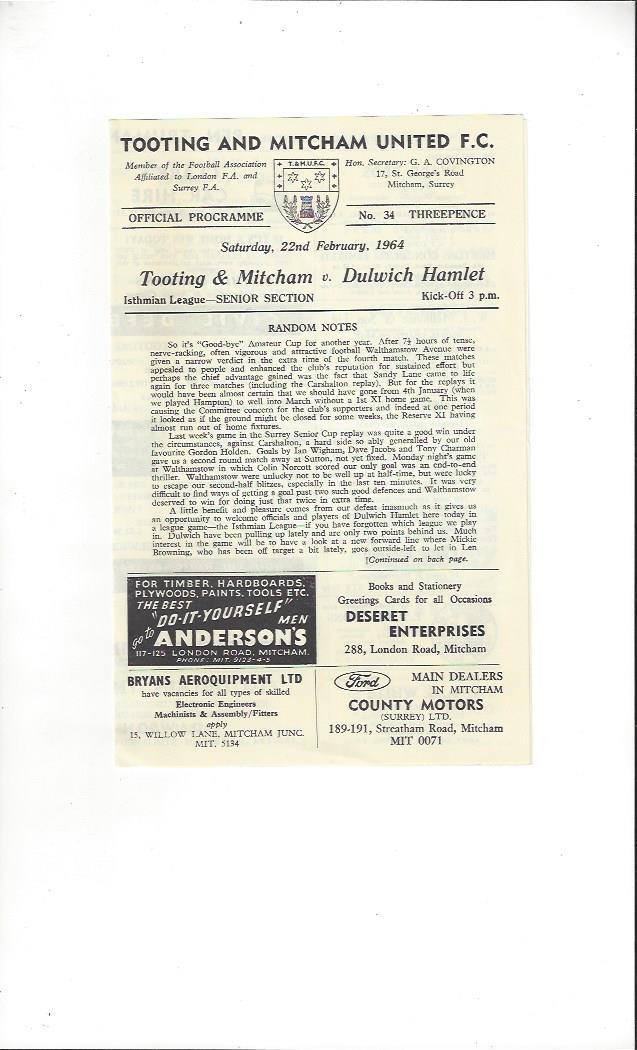 TOOTING AND MITCHAM UNITED F.C.
Member of the Football Association
Affiliated to London F.A. and
Surrey F.A.
T.&M.U.F.C.
Hon. Secretary: G. A. COVINGTON
17, St. George's Road
Mitcham, Surrey
OFFICIAL PROGRAMME
No. 34 THREEPENCE
Saturday, 22nd February, 1964
Tooting & Mitcham v. Dulwich Hamlet
Isthmian League—SENIOR SECTION
Kick-Off 3 p.m.
RANDOM NOTES
So it's "Good-bye" Amateur Cup for another year. After 7½ hours of tense,
nerve-racking, often vigorous and attractive football Walthamstow Avenue were
given a narrow verdict in the extra time of the fourth match. These matches
appealed to people and enhanced the club's reputation for sustained effort but
perhaps the chief advantage gained was the fact that Sandy Lane came to life
again for three matches (including the Carshalton replay). But for the replays it
would have been almost certain that we should have gone from 4th January (when
we played Hampton) to well into March without a 1st XI home game. This was
causing the Committee concern for the club's supporters and indeed at one period
it looked as if the ground might be closed for some weeks, the Reserve XI having
almost run out of home fixtures.
Last week's game in the Surrey Senior Cup replay was quite a good win under
the circumstances, against Carshalton, a hard side so ably generalled by our old
favourite Gordon Holden. Goals by Ian Wigham, Dave Jacobs and Tony Charman
gave us a second round match away at Sutton, not yet fixed. Monday night's game
at Walthamstow in which Colin Norcott scored our only goal was an end-to-end
thriller. Walthamstow were unlucky not to be well up at half-time, but were lucky
to escape our second-half blitzes, especially in the last ten minutes. It was very
difficult to find ways of getting a goal past two such good defences and Walthamstow
deserved to win for doing just that twice in extra time.
A little benefit and pleasure comes from our defeat inasmuch as it gives us
an opportunity to welcome officials and players of Dulwich Hamlet here today in
a league game—the Isthmian League—if you have forgotten which league we play
in. Dulwich have been pulling up lately and are only two points behind us. Much
interest in the game will be to have a look at a new forward line where Mickie
Browning, who has been off target a bit lately, goes outside-left to let in Len
[Continued on back page.
FOR TIMBER, HARDBOARDS,
PLYWOODS, PAINTS, TOOLS ETC.
THE BEST
"DO-IT-YOURSELF"
MEN
go to ANDERSON'S
117-125 LONDON ROAD, MITCHAM.
PHONE: MIT. 9123-4-5
Books and Stationery
Greetings Cards for all Occasions
DESERET
ENTERPRISES
288, London Road, Mitcham
BRYANS AEROQUIPMENT LTD
have vacancies for all types of skilled
Electronic Engineers
Machinists & Assembly/Fitters
apply
15, WILLOW LANE, MITCHAM JUNC.
MIT. 5134
Ford
MAIN DEALERS
IN MITCHAM
COUNTY MOTORS
(SURREY) LTD.
189-191, Streatham Road, Mitcham
MIT 0071